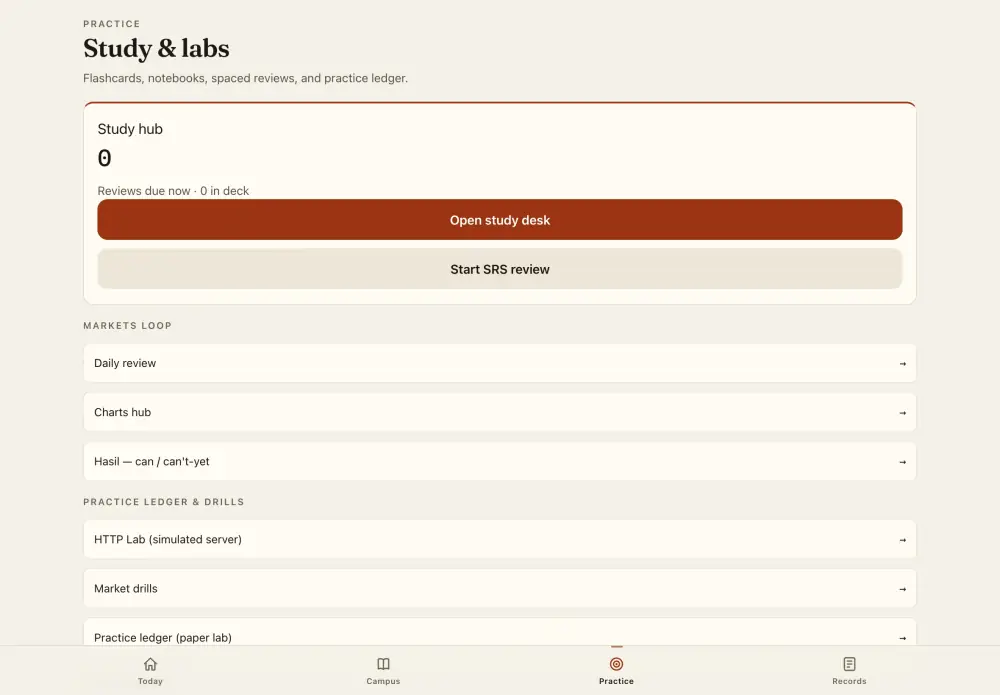 PRACTICE
Study & labs
Flashcards, notebooks, spaced reviews, and practice ledger.
Study hub
0
Reviews due now · 0 in deck
Open study desk
Start SRS review
MARKETS LOOP
Daily review →
Charts hub →
Hasil — can / can't-yet →
PRACTICE LEDGER & DRILLS
HTTP Lab (simulated server) →
Market drills →
Practice ledger (paper lab) →
Today Campus Practice Records